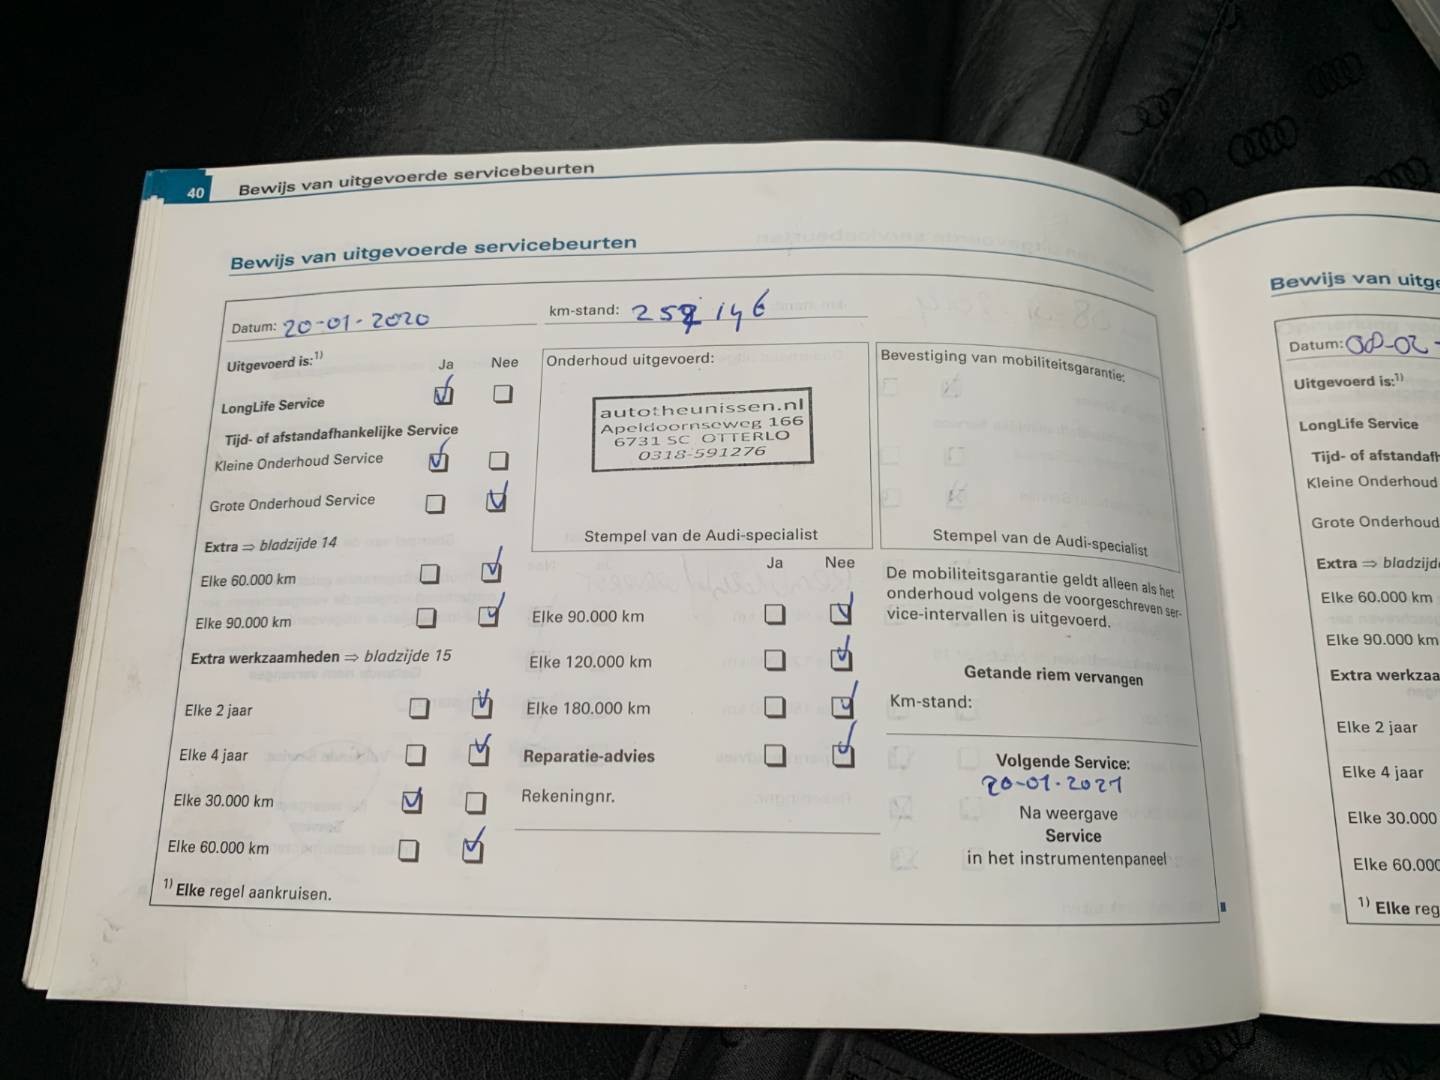 40 Bewijs van uitgevoerde servicebeurten
Bewijs van uitgevoerde servicebeurten
Datum: 20-01-2020
km-stand:
Uitgevoerd is:1) Ja Nee
LongLife Service
Tijd- of afstandafhankelijke Service
Kleine Onderhoud Service
Grote Onderhoud Service
Extra ⇒ bladzijde 14
Elke 60.000 km
Elke 90.000 km
Extra werkzaamheden ⇒ bladzijde 15
Elke 2 jaar
Elke 4 jaar
Elke 30.000 km
Elke 60.000 km
1) Elke regel aankruisen.
Onderhoud uitgevoerd:
autotheunissen.nl
Apeldoornseweg 166
6731 SC OTTERLO
0318-591276
Stempel van de Audi-specialist
Ja Nee
Elke 90.000 km
Elke 120.000 km
Elke 180.000 km
Reparatie-advies
Rekeningnr.
Bevestiging van mobiliteitsgarantie:
Stempel van de Audi-specialist
De mobiliteitsgarantie geldt alleen als het
onderhoud volgens de voorgeschreven ser-
vice-intervallen is uitgevoerd.
Getande riem vervangen
Km-stand:
Volgende Service:
20-01-2021
Na weergave
Service
in het instrumentenpaneel
Bewijs van uitge
Datum: 08-02-
Uitgevoerd is:1)
LongLife Service
Tijd- of afstandafh
Kleine Onderhoud
Grote Onderhoud
Extra ⇒ bladzijd
Elke 60.000 km
Elke 90.000 km
Extra werkzaa
Elke 2 jaar
Elke 4 jaar
Elke 30.000
Elke 60.000
1) Elke reg